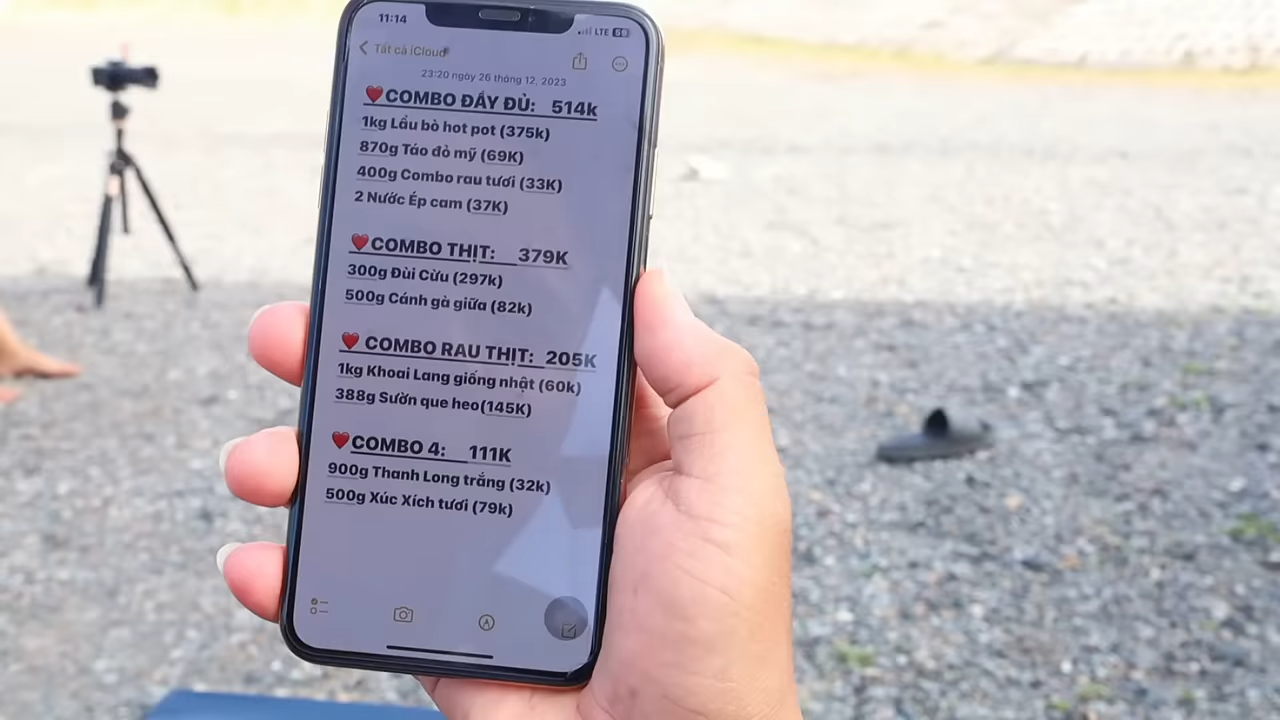 11:14
LTE 58
Tất cả iCloud
23:20 ngày 26 tháng 12, 2023
❤️COMBO ĐẦY ĐỦ: 514k
1kg Lẩu bò hot pot (375k)
870g Táo đỏ mỹ (69K)
400g Combo rau tươi (33K)
2 Nước Ép cam (37K)
❤️COMBO THỊT: 379K
300g Đùi Cừu (297k)
500g Cánh gà giữa (82k)
❤️ COMBO RAU THỊT: 205K
1kg Khoai Lang giống nhật (60k)
388g Sườn que heo(145K)
❤️COMBO 4: 111K
900g Thanh Long trắng (32k)
500g Xúc Xích tươi (79k)